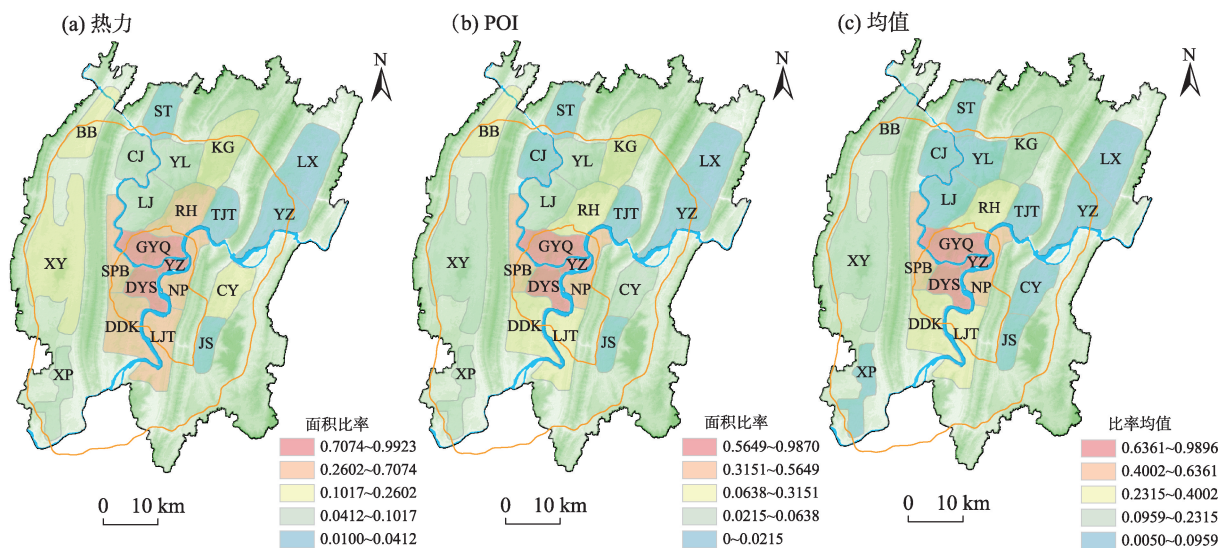 (a) 热力
N
ST
BB
KG
CJ
YL
LX
LJ
RH
TJT
YZ
GYQ
XY
SPB
YZ
DYS
NP
CY
DDK
LJT
JS
XP
面积比率
0.7074~0.9923
0.2602~0.7074
0.1017~0.2602
0.0412~0.1017
0.0100~0.0412
0 10 km
(b) POI
N
ST
BB
KG
CJ
YL
LX
LJ
RH
TJT
YZ
GYQ
XY
SPB
YZ
DYS
NP
CY
DDK
LJT
JS
XP
面积比率
0.5649~0.9870
0.3151~0.5649
0.0638~0.3151
0.0215~0.0638
0~0.0215
0 10 km
(c) 均值
N
ST
BB
KG
CJ
YL
LX
LJ
RH
TJT
YZ
GYQ
XY
SPB
YZ
DYS
NP
CY
DDK
LJT
JS
XP
比率均值
0.6361~0.9896
0.4002~0.6361
0.2315~0.4002
0.0959~0.2315
0.0050~0.0959
0 10 km